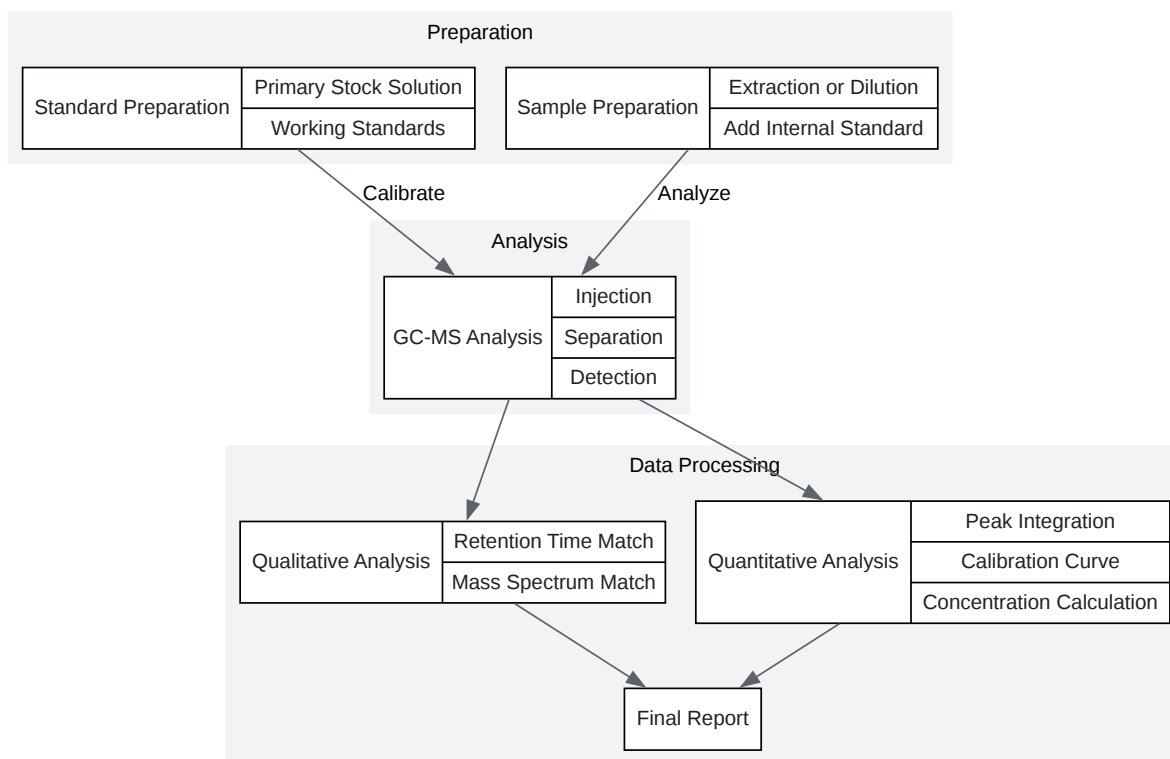 Preparation
Standard Preparation
Primary Stock Solution
Working Standards
Sample Preparation
Extraction or Dilution
Add Internal Standard
Calibrate
Analyze
Analysis
GC-MS Analysis
Injection
Separation
Detection
Data Processing
Qualitative Analysis
Retention Time Match
Mass Spectrum Match
Quantitative Analysis
Peak Integration
Calibration Curve
Concentration Calculation
Final Report